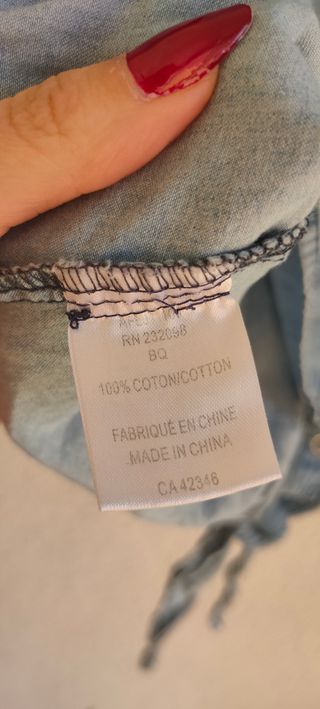 RN 232098
BQ
100% COTON/COTTON
FABRIQUÉ EN CHINE
MADE IN CHINA
CA 42346